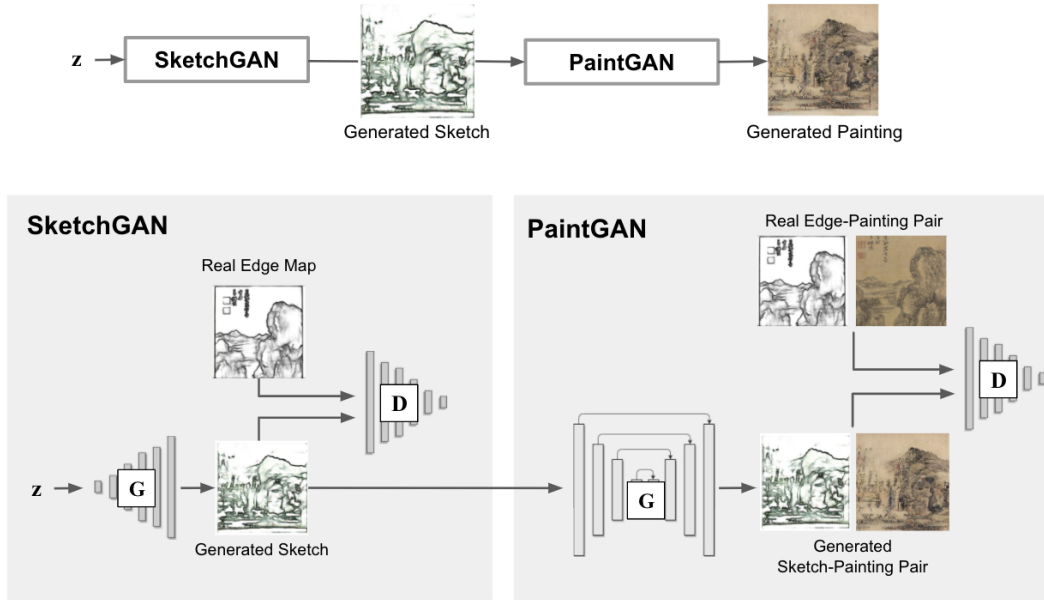 z
SketchGAN
PaintGAN
Generated Sketch
Generated Painting
SketchGAN
Real Edge Map
D
z
G
Generated Sketch
PaintGAN
Real Edge-Painting Pair
D
G
Generated
Sketch-Painting Pair